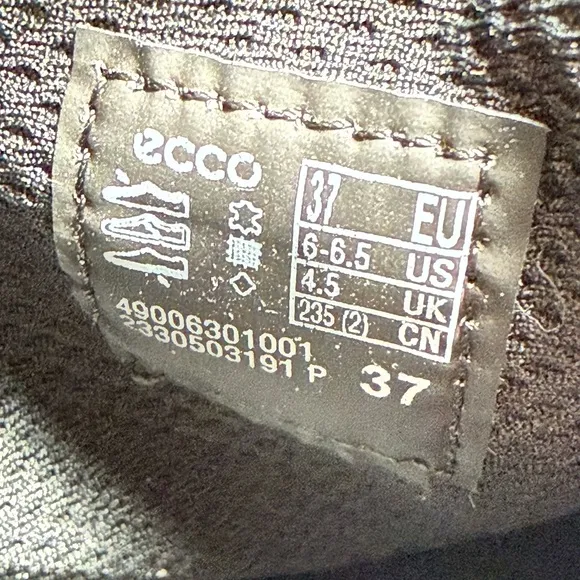 ecco
37 EU
6-6.5 US
4.5 UK
235 (2) CN
49006301001
2330503191 P
37